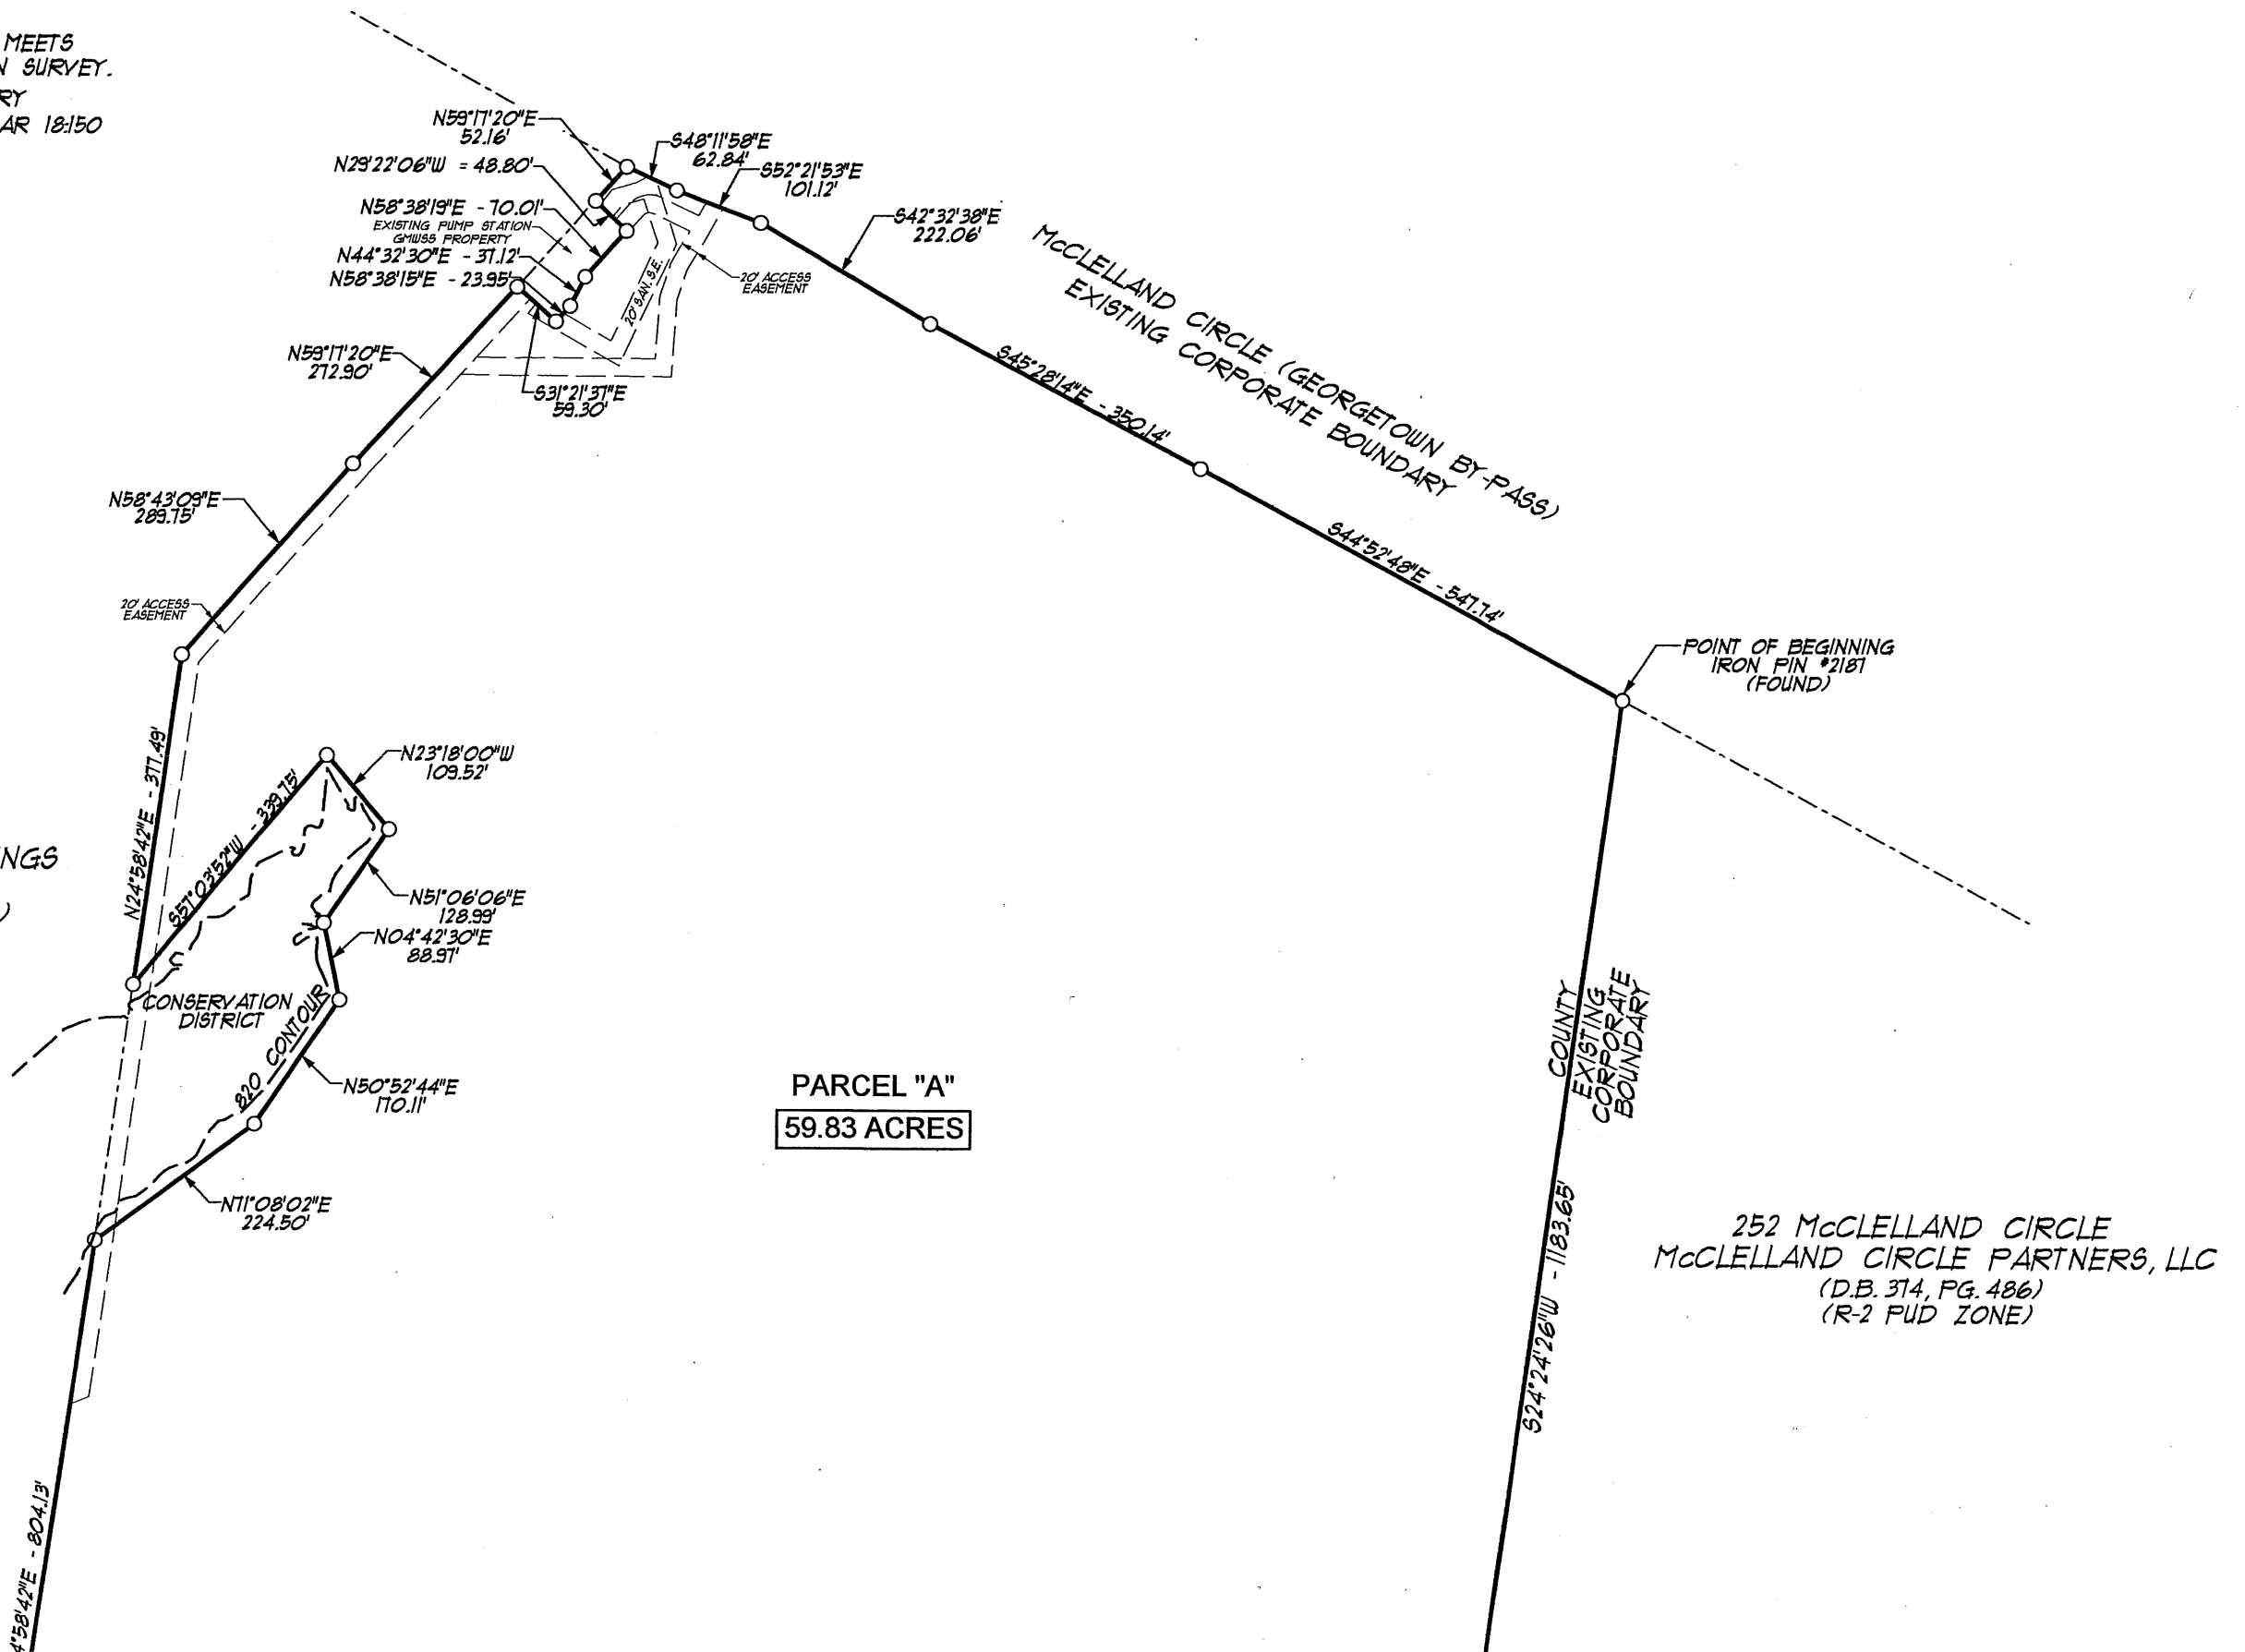 MEETS
N SURVEY.
RY
AR 18:150
N59°17'20"E
52.16'
N29°22'06"W = 48.80'
N58°38'19"E - 70.01'
EXISTING PUMP STATION
GMWSS PROPERTY
N44°32'30"E - 37.12'
N58°38'15"E - 23.95'
S48°11'58"E
62.84'
S52°21'53"E
101.12'
S42°32'38"E
222.06'
20' SAN. S.E.
20' ACCESS
EASEMENT
McCLELLAND CIRCLE (GEORGETOWN BY-PASS)
EXISTING CORPORATE BOUNDARY
N59°17'20"E
272.90'
S31°21'37"E
59.30'
S45°28'14"E - 350.14'
N58°43'09"E
289.75'
S44°52'48"E - 547.74'
20' ACCESS
EASEMENT
POINT OF BEGINNING
IRON PIN #2187
(FOUND)
N24°58'42"E - 377.49'
S57°03'52"W - 339.75'
N23°18'00"W
109.52'
NGS
)
N51°06'06"E
128.99'
N04°42'30"E
88.97'
CONSERVATION
DISTRICT
820 CONTOUR
N50°52'44"E
170.11'
N71°08'02"E
224.50'
PARCEL "A"
59.83 ACRES
COUNTY
EXISTING
CORPORATE
BOUNDARY
S24°24'26"W - 1183.65'
252 McCLELLAND CIRCLE
McCLELLAND CIRCLE PARTNERS, LLC
(D.B. 374, PG. 486)
(R-2 PUD ZONE)
4°58'42"E - 804.13'